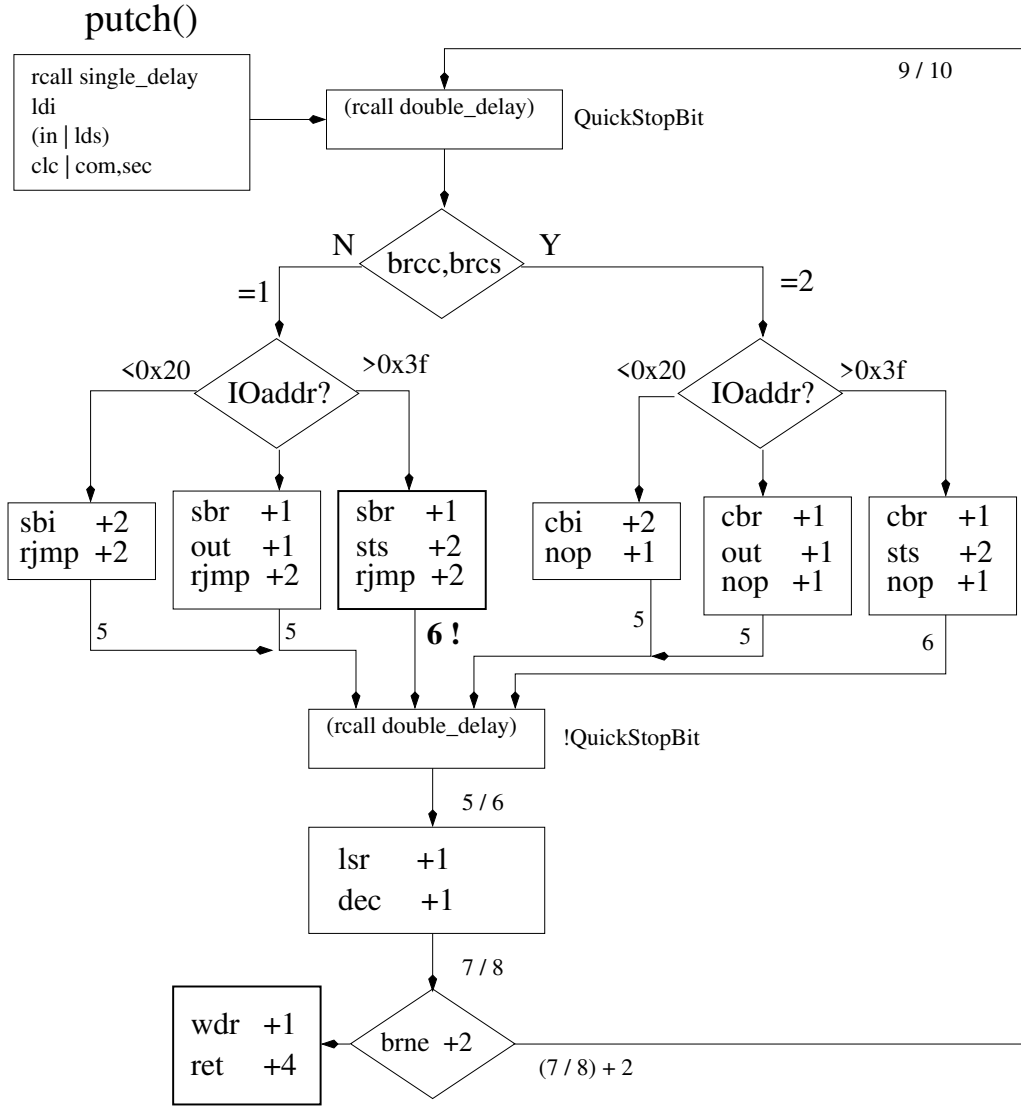 putch()
rcall single_delay
ldi
(in | lds)
clc | com,sec
9 / 10
(rcall double_delay)
QuickStopBit
N
Y
brcc,brcs
=1
=2
<0x20
>0x3f
IOaddr?
<0x20
>0x3f
IOaddr?
sbi +2
rjmp +2
sbr +1
out +1
rjmp +2
sbr +1
sts +2
rjmp +2
cbi +2
nop +1
cbr +1
out +1
nop +1
cbr +1
sts +2
nop +1
5
5
6 !
5
5
6
(rcall double_delay)
!QuickStopBit
5 / 6
lsr +1
dec +1
7 / 8
wdr +1
ret +4
brne +2
(7 / 8) + 2